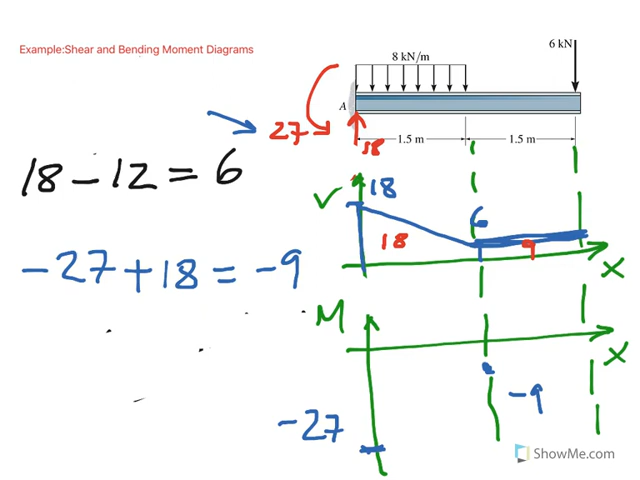 Example:Shear and Bending Moment Diagrams
6 kN
8 kN/m
A
27
1.5 m
1.5 m
18
18 - 12 = 6
V
18
6
18
9
X
-27 + 18 = -9
M
X
-9
-27
ShowMe.com